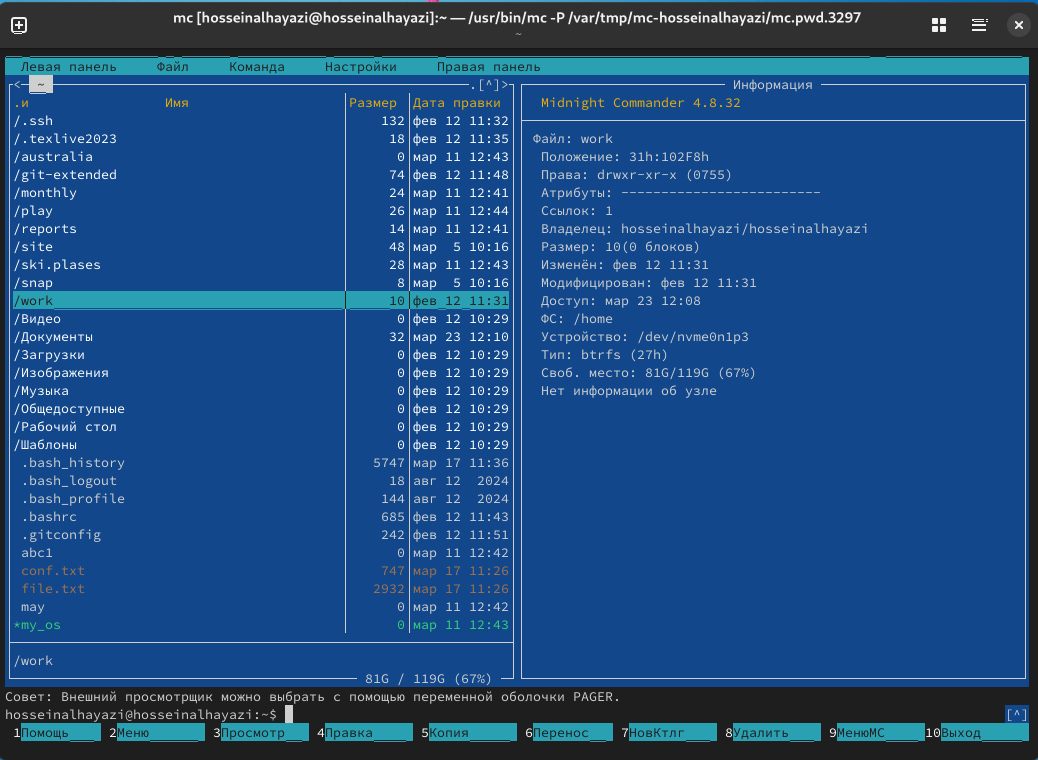 mc [hosseinalhayazi@hosseinalhayazi]:~ — /usr/bin/mc -P /var/tmp/mc-hosseinalhayazi/mc.pwd.3297
~
Левая панель Файл Команда Настройки Правая панель
<─ ~ .[^]>
.и Имя Размер Дата правки
/.ssh 132 фев 12 11:32
/.texlive2023 18 фев 12 11:35
/australia 0 мар 11 12:43
/git-extended 74 фев 12 11:48
/monthly 24 мар 11 12:41
/play 26 мар 11 12:44
/reports 14 мар 11 12:41
/site 48 мар 5 10:16
/ski.plases 28 мар 11 12:43
/snap 8 мар 5 10:16
/work 10 фев 12 11:31
/Видео 0 фев 12 10:29
/Документы 32 мар 23 12:10
/Загрузки 0 фев 12 10:29
/Изображения 0 фев 12 10:29
/Музыка 0 фев 12 10:29
/Общедоступные 0 фев 12 10:29
/Рабочий стол 0 фев 12 10:29
/Шаблоны 0 фев 12 10:29
.bash_history 5747 мар 17 11:36
.bash_logout 18 авг 12 2024
.bash_profile 144 авг 12 2024
.bashrc 685 фев 12 11:43
.gitconfig 242 фев 12 11:51
abc1 0 мар 11 12:42
conf.txt 747 мар 17 11:26
file.txt 2932 мар 17 11:26
may 0 мар 11 12:42
*my_os 0 мар 11 12:43
/work
81G / 119G (67%)
Информация
Midnight Commander 4.8.32
Файл: work
Положение: 31h:102F8h
Права: drwxr-xr-x (0755)
Атрибуты: -------------------------
Ссылок: 1
Владелец: hosseinalhayazi/hosseinalhayazi
Размер: 10(0 блоков)
Изменён: фев 12 11:31
Модифицирован: фев 12 11:31
Доступ: мар 23 12:08
ФС: /home
Устройство: /dev/nvme0n1p3
Тип: btrfs (27h)
Своб. место: 81G/119G (67%)
Нет информации об узле
Совет: Внешний просмотрщик можно выбрать с помощью переменной оболочки PAGER.
hosseinalhayazi@hosseinalhayazi:~$ [^]
1Помощь 2Меню 3Просмотр 4Правка 5Копия 6Перенос 7НовКтлг 8Удалить 9МенюМС 10Выход